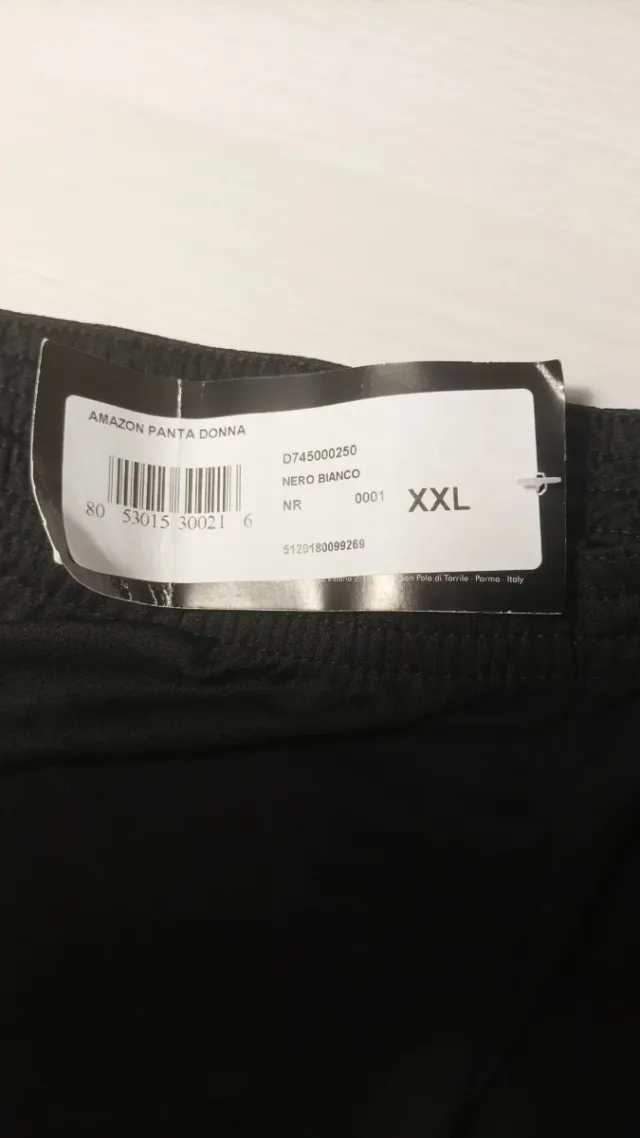 AMAZON PANTA DONNA
80 53015 30021 6
D745000250
NERO BIANCO
NR 0001 XXL
5120180099269
San Polo di Torrile - Parma - Italy